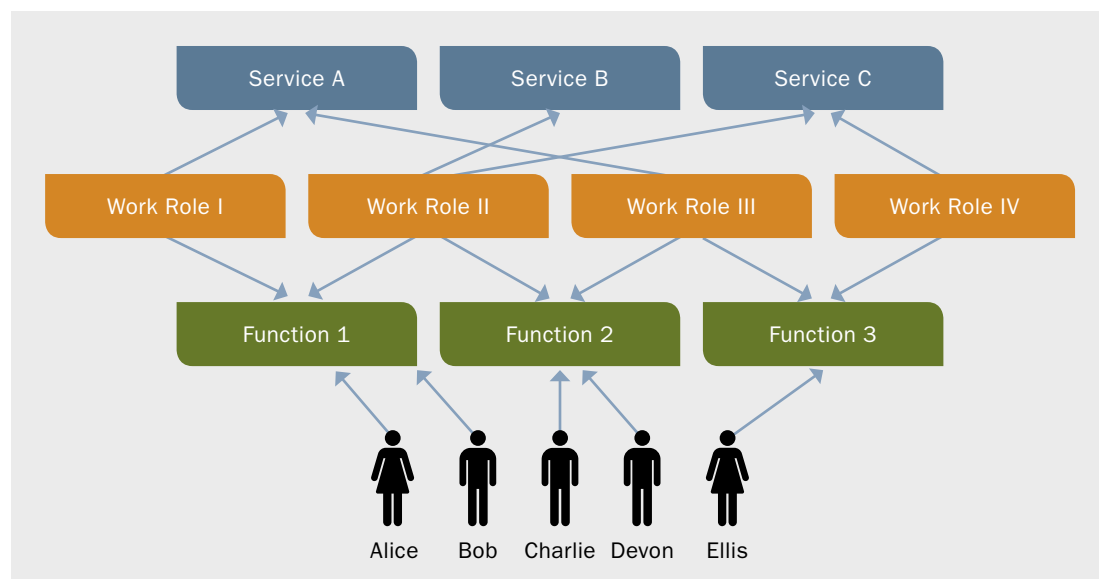 Service A
Service B
Service C
Work Role I
Work Role II
Work Role III
Work Role IV
Function 1
Function 2
Function 3
Alice
Bob
Charlie
Devon
Ellis